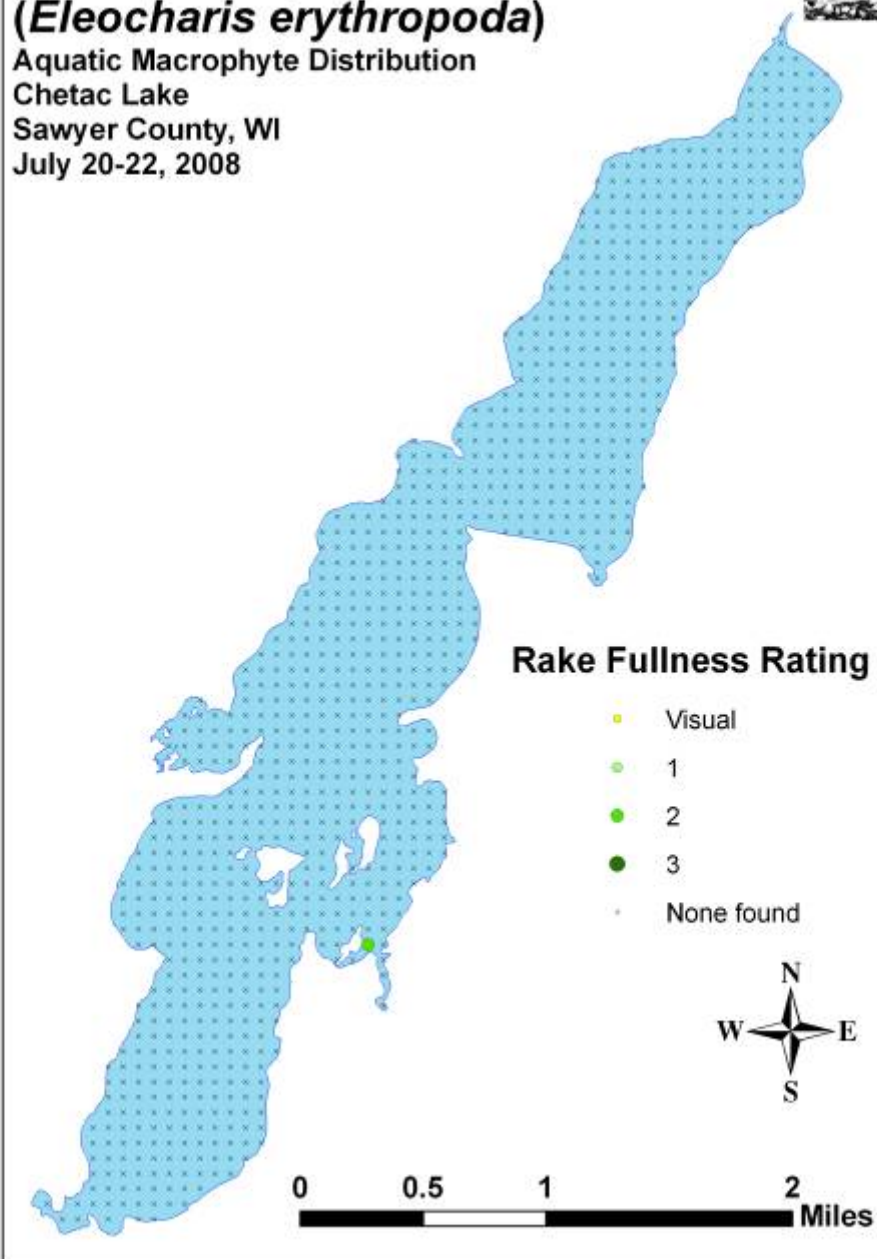 (Eleocharis erythropoda)
Aquatic Macrophyte Distribution
Chetac Lake
Sawyer County, WI
July 20-22, 2008
Rake Fullness Rating
Visual
1
2
3
None found
N
W E
S
0 0.5 1 2
Miles